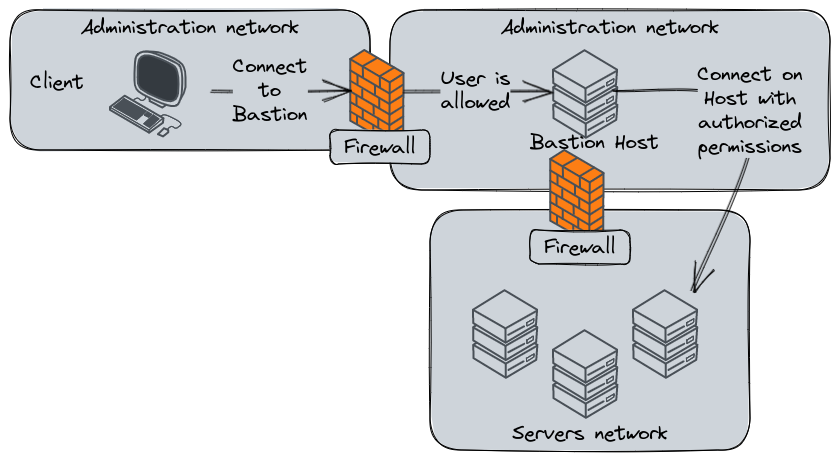 Administration network
Client
Connect
to
Bastion
Firewall
Administration network
User is
allowed
Bastion Host
Connect on
Host with
authorized
permissions
Firewall
Servers network